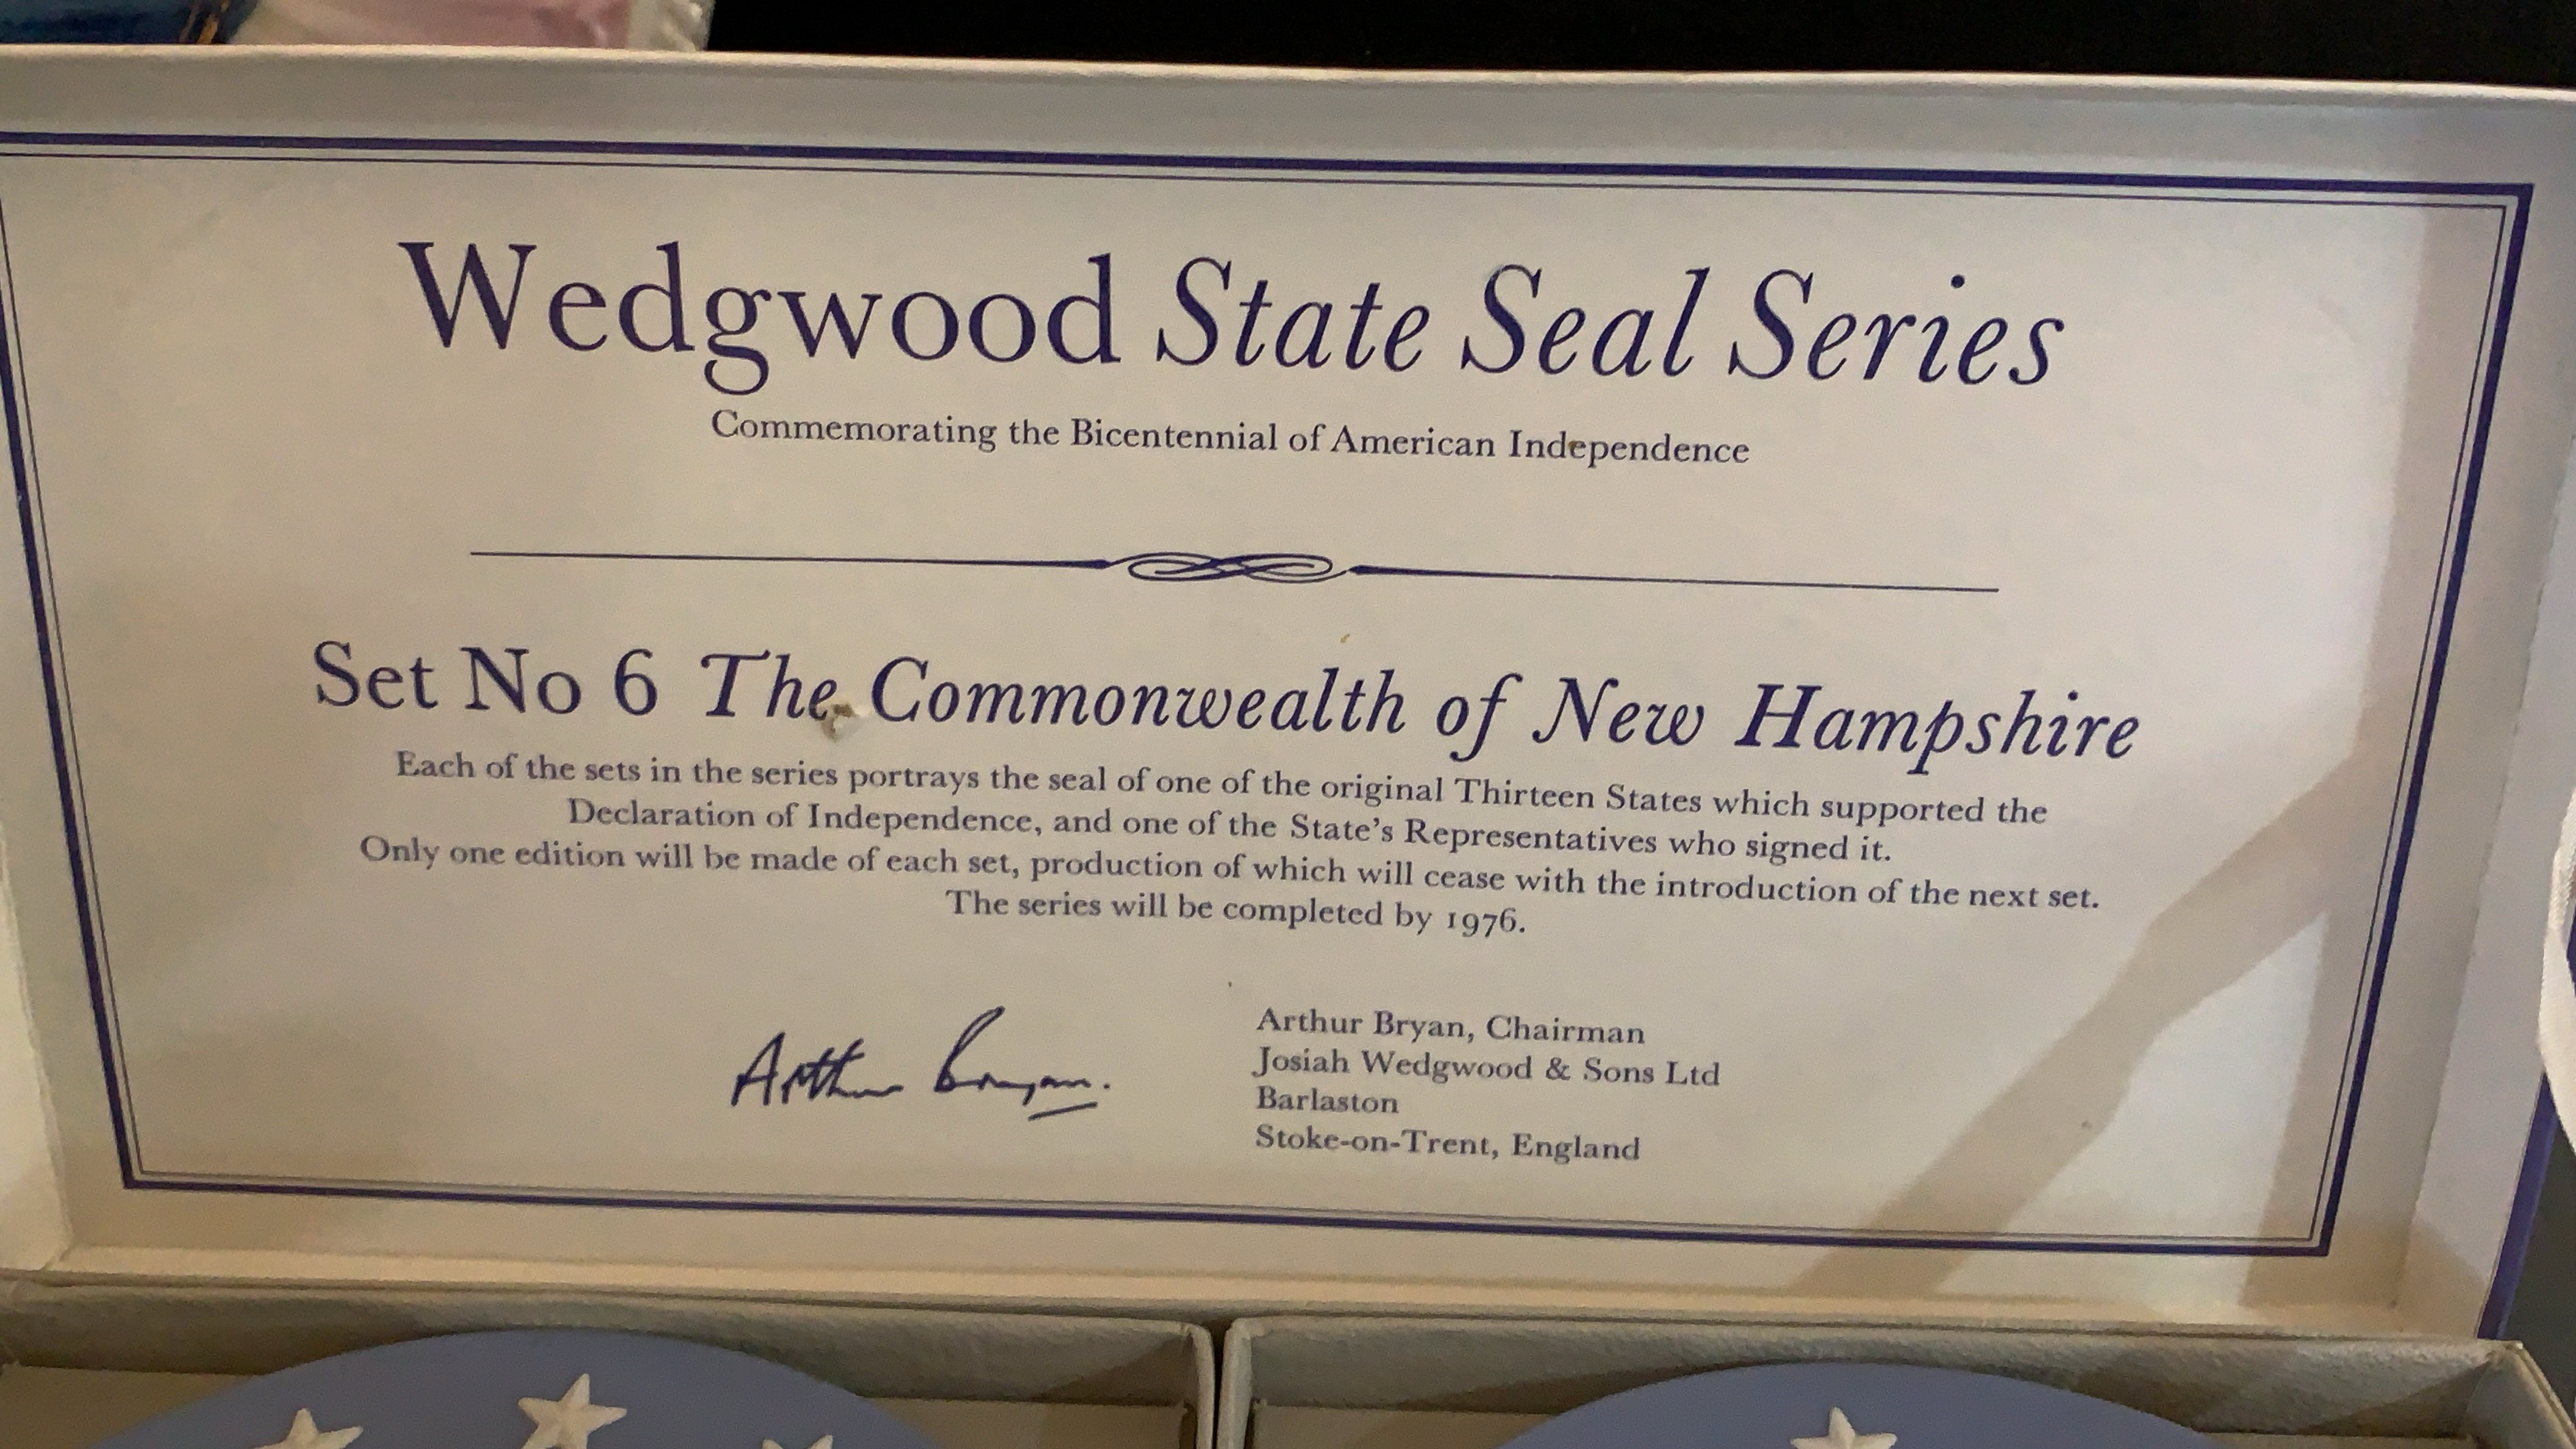 Wedgwood State Seal Series
Commemorating the Bicentennial of American Independence
Set No 6 The Commonwealth of New Hampshire
Each of the sets in the series portrays the seal of one of the original Thirteen States which supported the
Declaration of Independence, and one of the State's Representatives who signed it.
Only one edition will be made of each set, production of which will cease with the introduction of the next set.
The series will be completed by 1976.
Arthur Bryan.
Arthur Bryan, Chairman
Josiah Wedgwood & Sons Ltd
Barlaston
Stoke-on-Trent, England